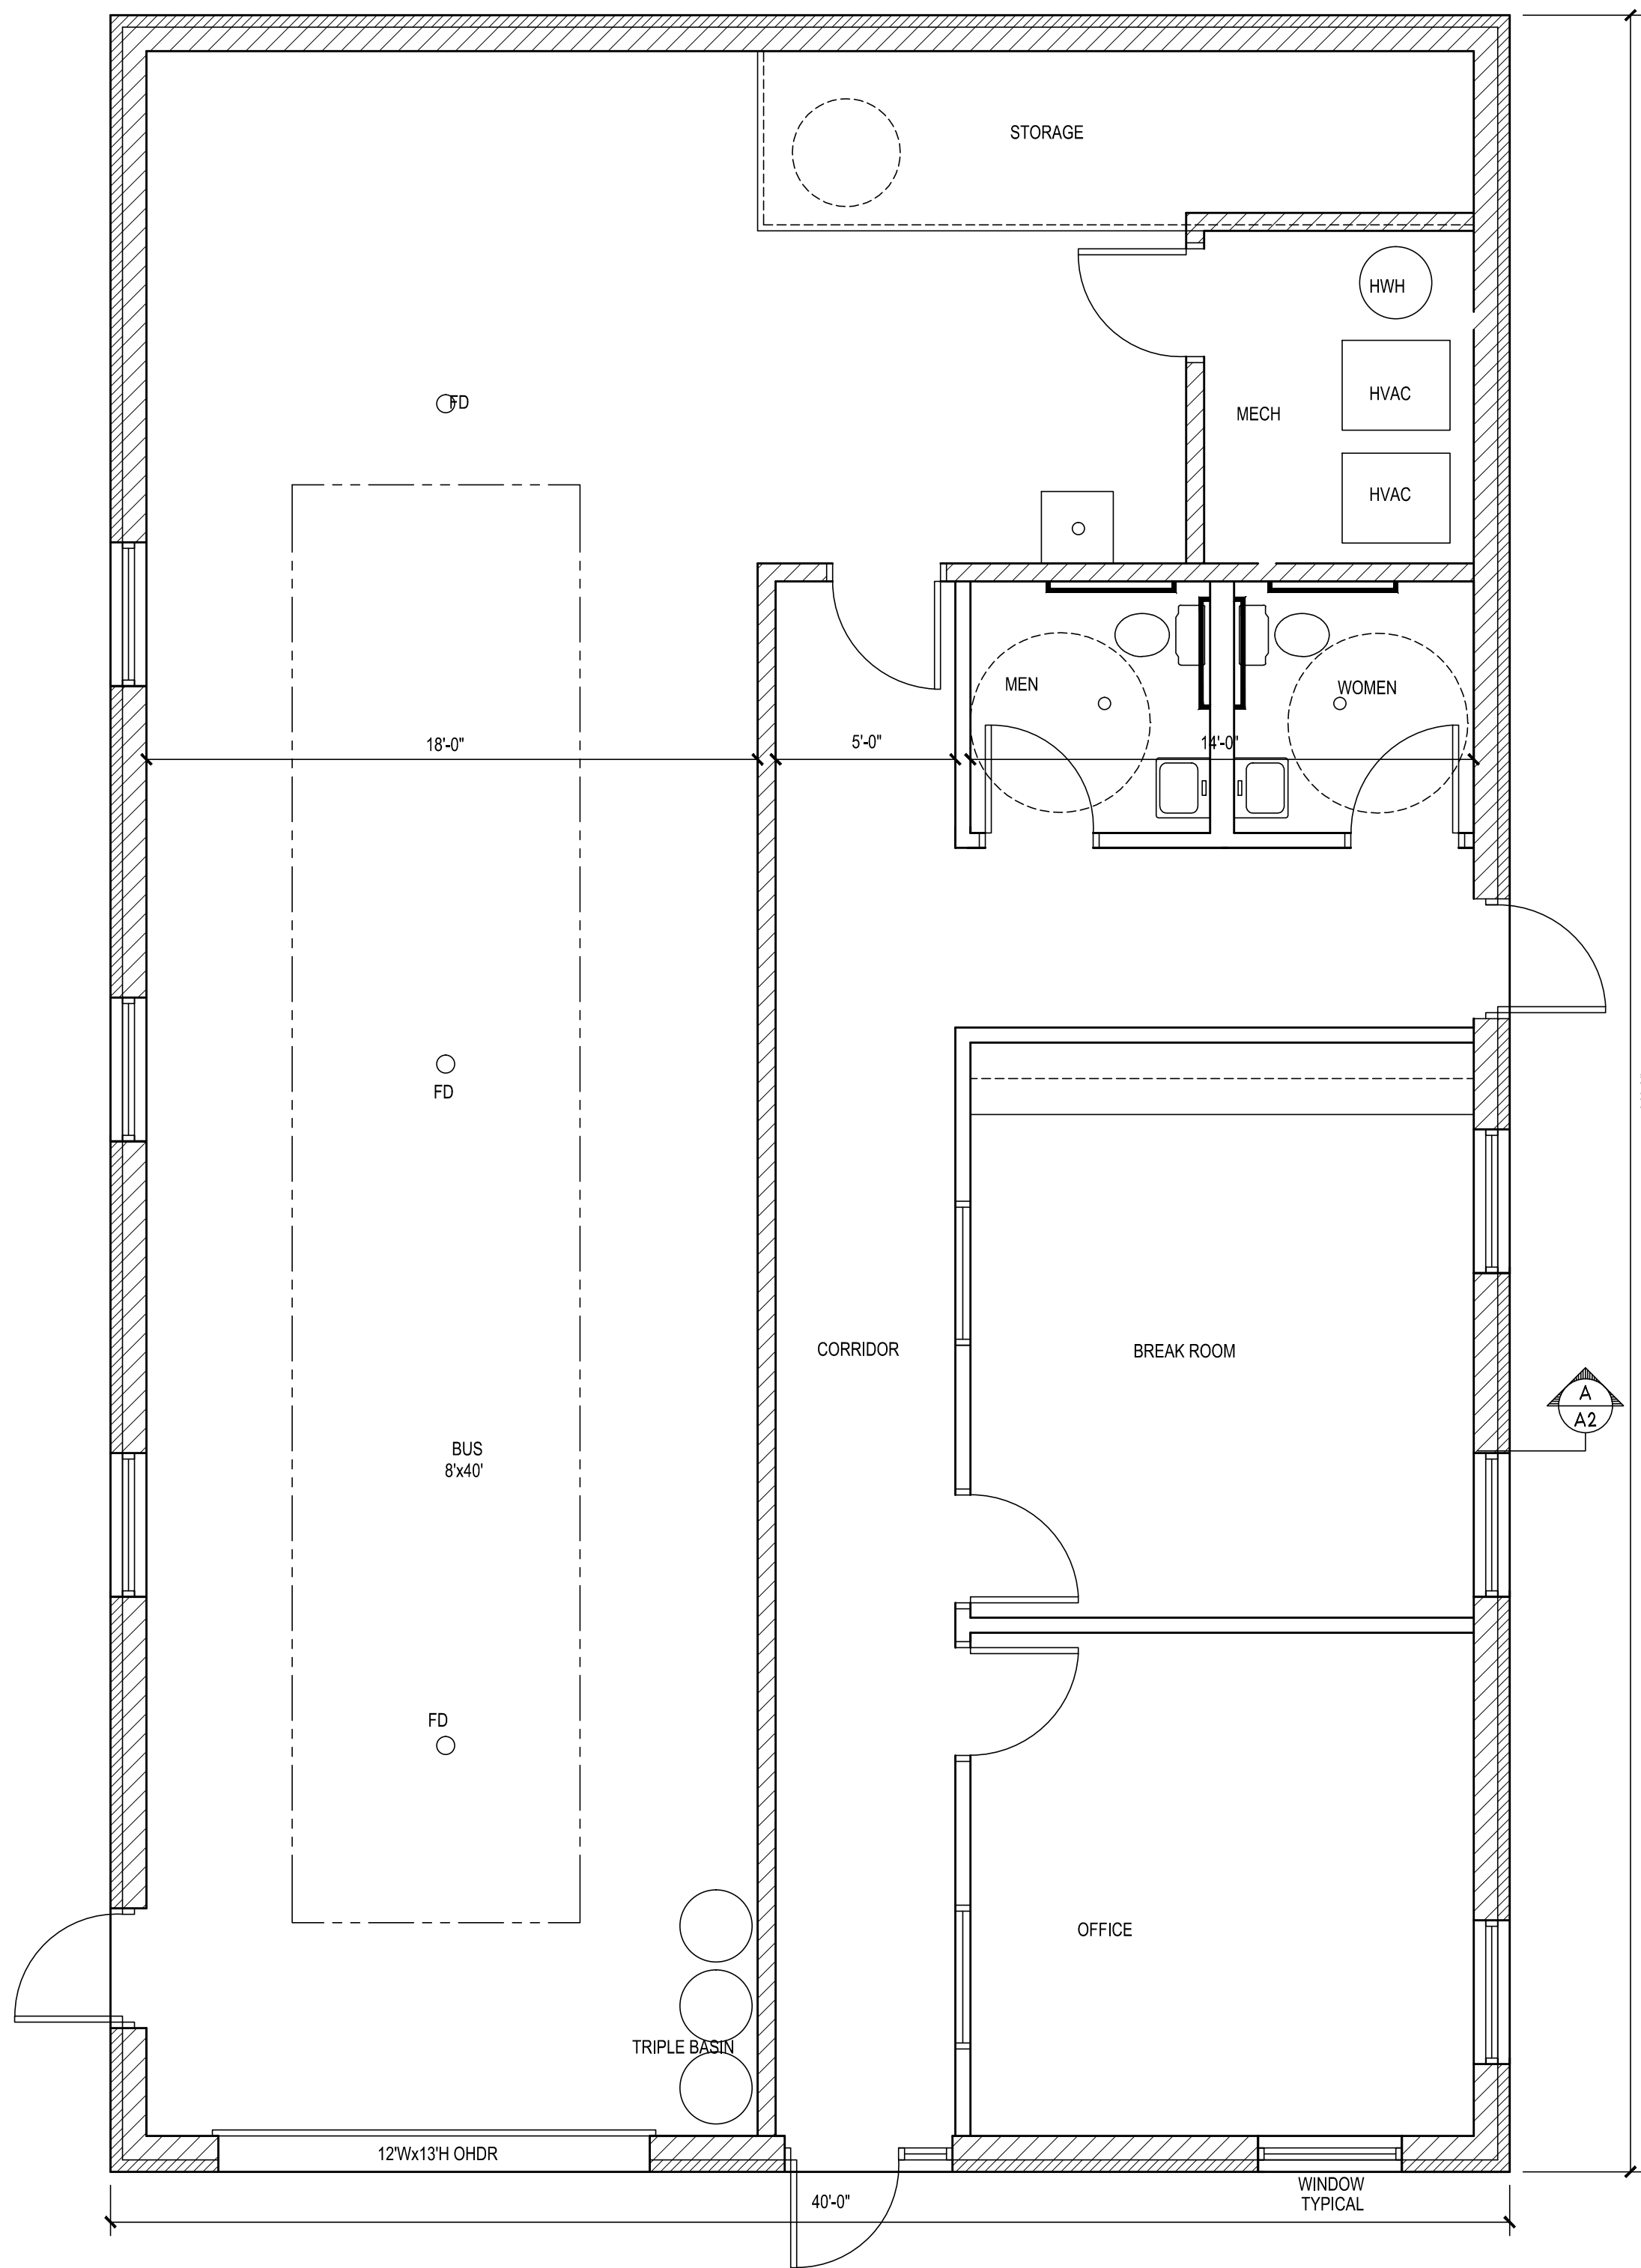 STORAGE
HWH
HVAC
FD
MECH
HVAC
MEN
WOMEN
18'-0"
5'-0"
14'-0"
FD
CORRIDOR
BREAK ROOM
A
A2
BUS
8'x40'
FD
OFFICE
TRIPLE BASIN
12'Wx13'H OHDR
WINDOW
TYPICAL
40'-0"